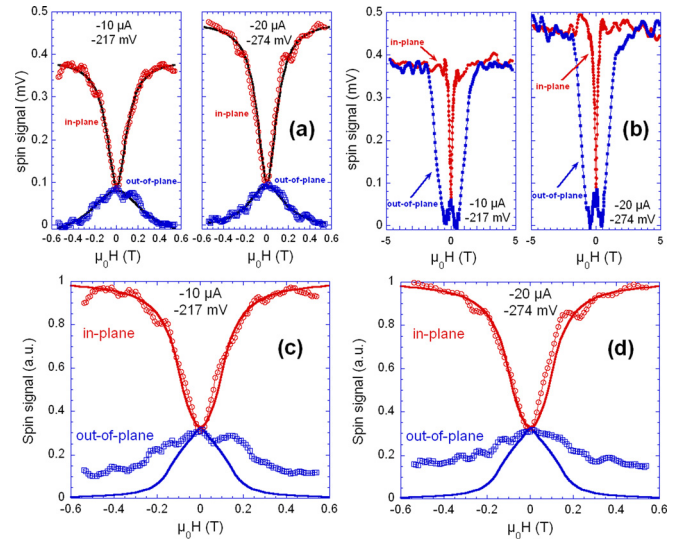 0.5
0.4
0.3
0.2
0.1
0
spin signal (mV)
-10 µA
-217 mV
in-plane
out-of-plane
-0.6 -0.4 -0.2 0 0.2 0.4 0.6
µ0H (T)
-20 µA
-274 mV
(a)
in-plane
out-of-plane
-0.6 -0.4 -0.2 0 0.2 0.4 0.6
µ0H (T)
0.5
0.4
0.3
0.2
0.1
0
spin signal (mV)
in-plane
out-of-plane
-10 µA
-217 mV
-5 0 5
µ0H (T)
in-plane
(b)
out-of-plane
-20 µA
-274 mV
-5 0 5
µ0H (T)
1
0.8
0.6
0.4
0.2
0
Spin signal (a.u.)
-10 µA
-217 mV
in-plane
(c)
out-of-plane
-0.6 -0.4 -0.2 0 0.2 0.4 0.6
µ0H (T)
1
0.8
0.6
0.4
0.2
0
Spin signal (a.u.)
-20 µA
-274 mV
in-plane
(d)
out-of-plane
-0.6 -0.4 -0.2 0 0.2 0.4 0.6
µ0H (T)